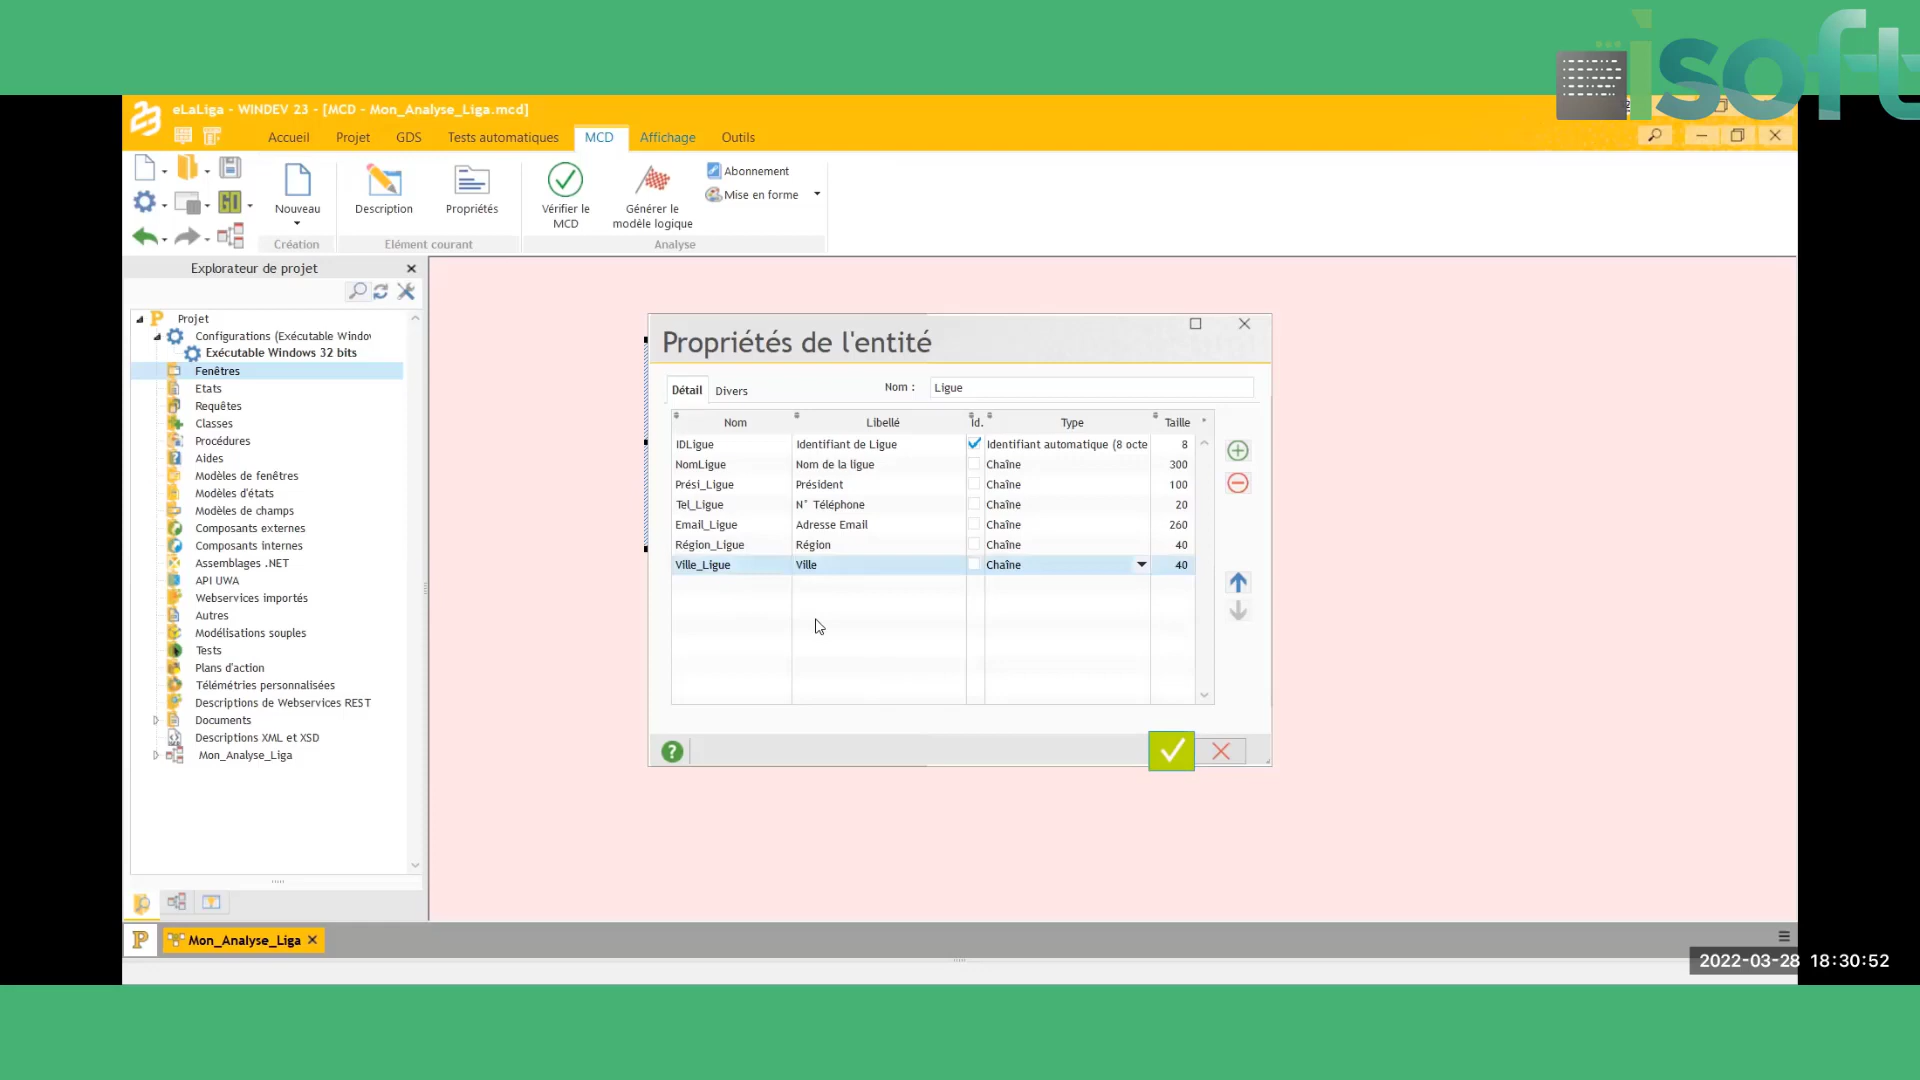 isoft
eLaLiga - WINDEV 23 - [MCD - Mon_Analyse_Liga.mcd]
Accueil Projet GDS Tests automatiques MCD Affichage Outils
Nouveau
Description
Propriétés
Vérifier le
MCD
Générer le
modèle logique
Abonnement
Mise en forme
GO
Création
Elément courant
Analyse
Explorateur de projet
Projet
Configurations (Exécutable Windov
Exécutable Windows 32 bits
Fenêtres
Etats
Requêtes
Classes
Procédures
Aides
Modèles de fenêtres
Modèles d'états
Modèles de champs
Composants externes
Composants internes
Assemblages .NET
API UWA
Webservices importés
Autres
Modélisations souples
Tests
Plans d'action
Télémétries personnalisées
Descriptions de Webservices REST
Documents
Descriptions XML et XSD
Mon_Analyse_Liga
Propriétés de l'entité
Détail Divers
Nom : Ligue
Nom Libellé Id. Type Taille
IDLigue Identifiant de Ligue Identifiant automatique (8 octe 8
NomLigue Nom de la ligue Chaîne 300
Prési_Ligue Président Chaîne 100
Tel_Ligue N° Téléphone Chaîne 20
Email_Ligue Adresse Email Chaîne 260
Région_Ligue Région Chaîne 40
Ville_Ligue Ville Chaîne 40
Mon_Analyse_Liga
2022-03-28 18:30:52